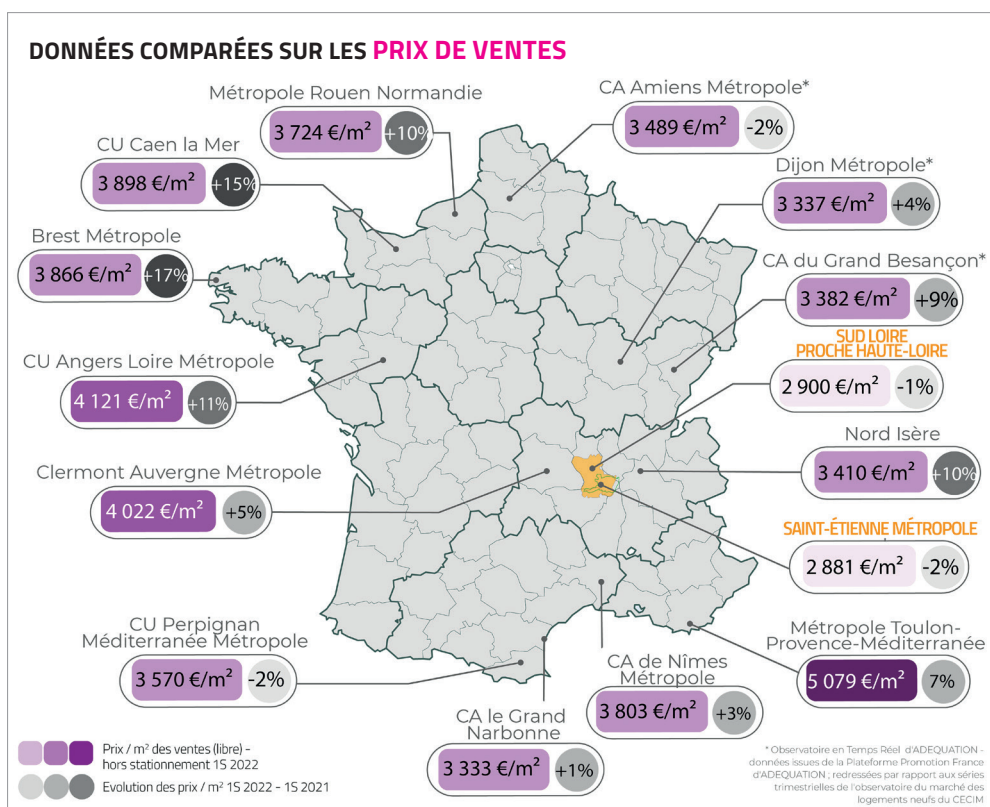 DONNÉES COMPARÉES SUR LES PRIX DE VENTES
Métropole Rouen Normandie
3 724 €/m² +10%
CA Amiens Métropole*
3 489 €/m² -2%
CU Caen la Mer
3 898 €/m² +15%
Dijon Métropole*
3 337 €/m² +4%
Brest Métropole
3 866 €/m² +17%
CA du Grand Besançon*
3 382 €/m² +9%
SUD LOIRE
PROCHE HAUTE-LOIRE
2 900 €/m² -1%
CU Angers Loire Métropole
4 121 €/m² +11%
Nord Isère
3 410 €/m² +10%
Clermont Auvergne Métropole
4 022 €/m² +5%
SAINT-ÉTIENNE MÉTROPOLE
2 881 €/m² -2%
CU Perpignan
Méditerranée Métropole
3 570 €/m² -2%
Métropole Toulon-
Provence-Méditerranée
5 079 €/m² 7%
CA de Nîmes
Métropole
3 803 €/m² +3%
CA le Grand
Narbonne
3 333 €/m² +1%
Prix / m² des ventes (libre) -
hors stationnement 1S 2022
Evolution des prix / m² 1S 2022 - 1S 2021
* Observatoire en Temps Réel d'ADEQUATION -
données issues de la Plateforme Promotion France
d'ADEQUATION ; redressées par rapport aux séries
trimestrielles de l'observatoire du marché des
logements neufs du CECIM